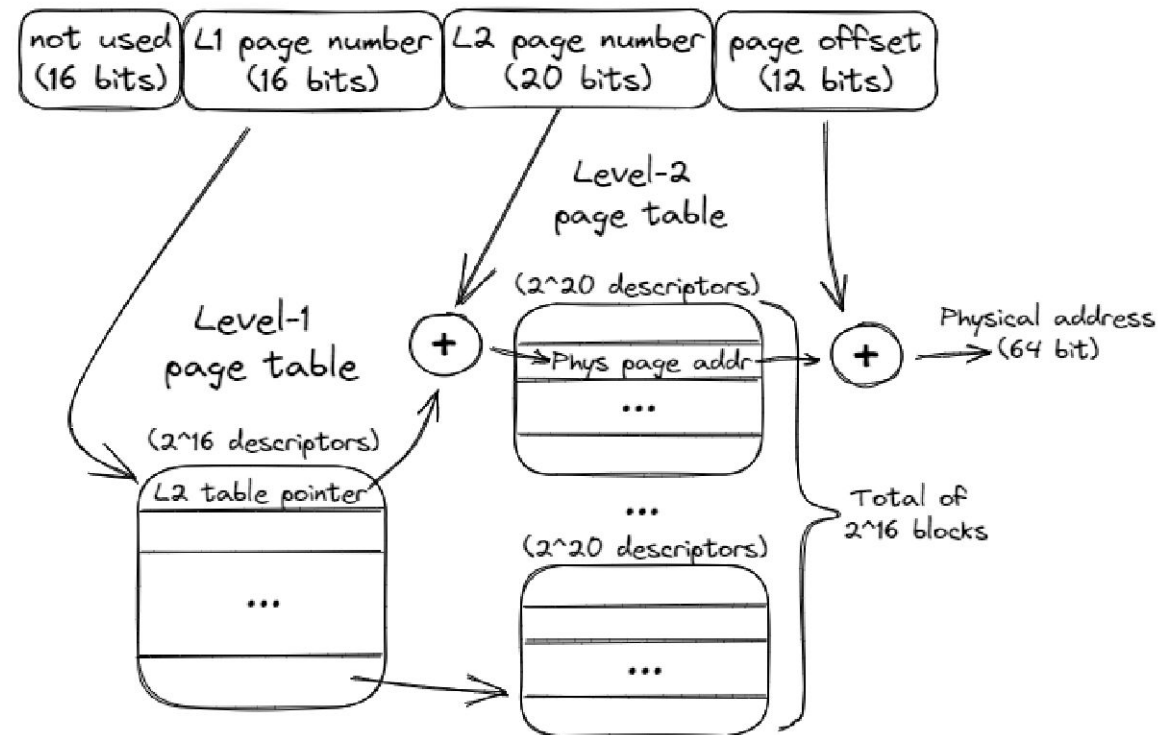 not used
(16 bits)
L1 page number
(16 bits)
L2 page number
(20 bits)
page offset
(12 bits)
Level-2
page table
(2^20 descriptors)
Level-1
page table
+
Phys page addr
+
Physical address
(64 bit)
...
(2^16 descriptors)
L2 table pointer
...
Total of
2^16 blocks
(2^20 descriptors)
...
...